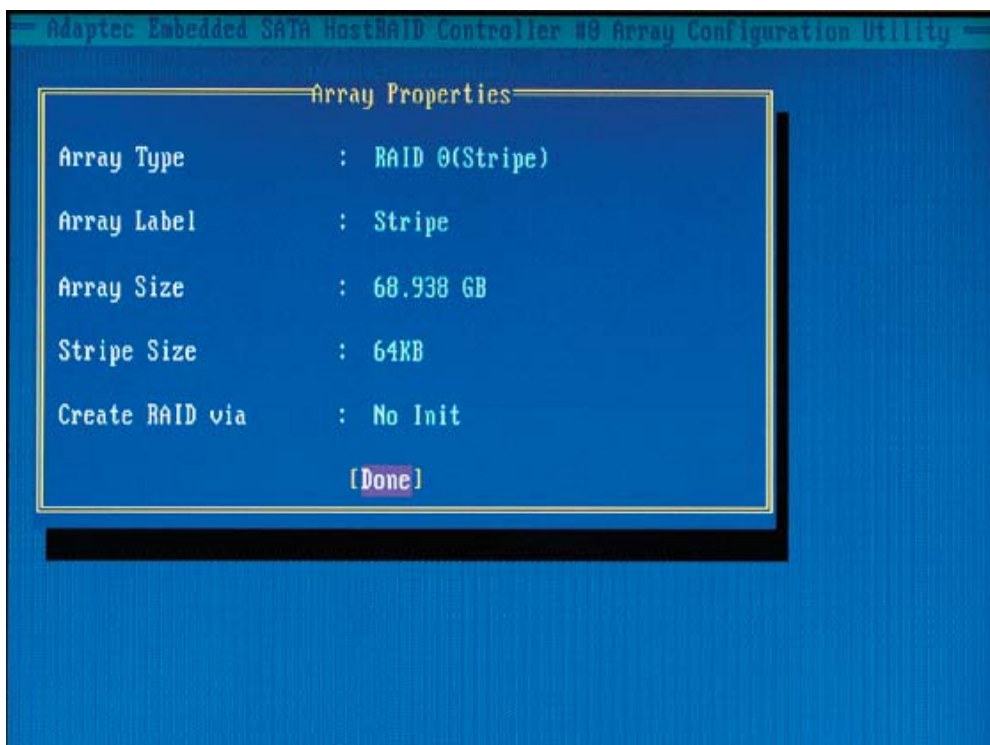 Adaptec Embedded SATA HostRAID Controller #0 Array Configuration Utility
Array Properties
Array Type : RAID 0(Stripe)
Array Label : Stripe
Array Size : 68.938 GB
Stripe Size : 64KB
Create RAID via : No Init
[Done]